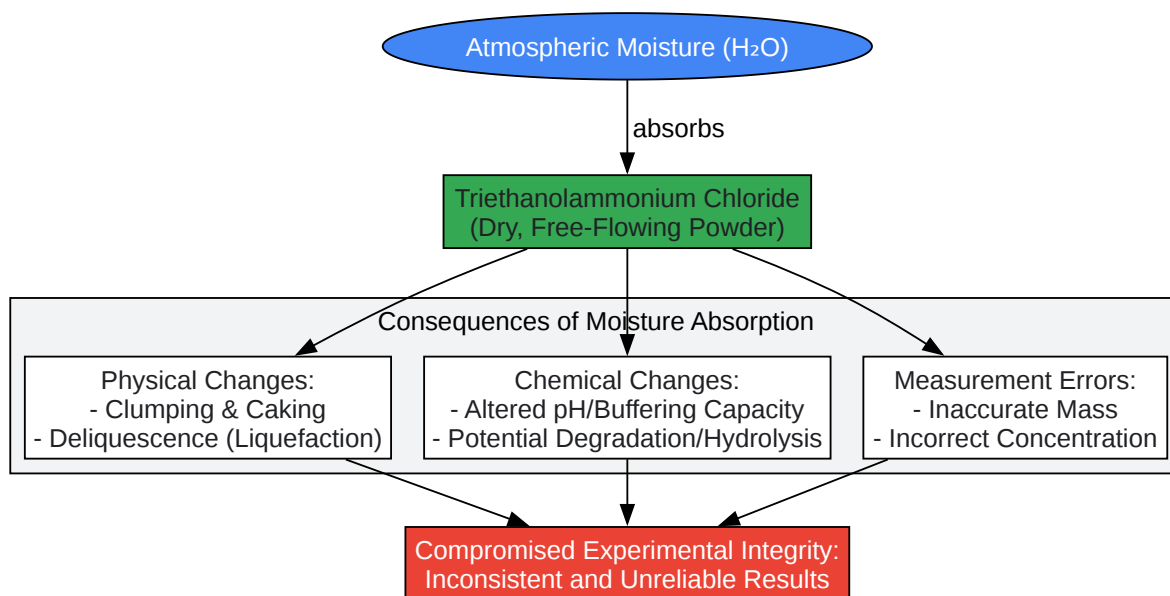 Atmospheric Moisture (H₂O)
absorbs
Triethanolammonium Chloride
(Dry, Free-Flowing Powder)
Consequences of Moisture Absorption
Physical Changes:
- Clumping & Caking
- Deliquescence (Liquefaction)
Chemical Changes:
- Altered pH/Buffering Capacity
- Potential Degradation/Hydrolysis
Measurement Errors:
- Inaccurate Mass
- Incorrect Concentration
Compromised Experimental Integrity:
Inconsistent and Unreliable Results